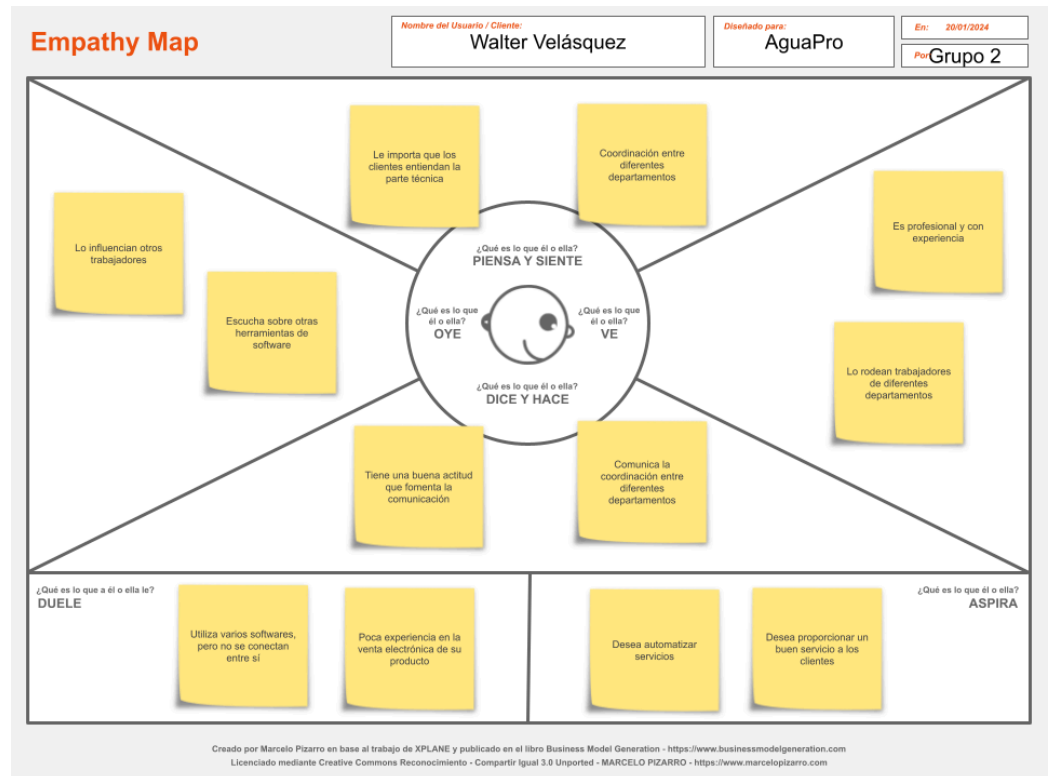 Empathy Map
Nombre del Usuario / Cliente:
Walter Velásquez
Diseñado para:
AguaPro
En: 20/01/2024
Por Grupo 2
Le importa que los
clientes entiendan la
parte técnica
Coordinación entre
diferentes
departamentos
Lo influencian otros
trabajadores
Escucha sobre otras
herramientas de
software
Es profesional y con
experiencia
Lo rodean trabajadores
de diferentes
departamentos
¿Qué es lo que él o ella?
PIENSA Y SIENTE
¿Qué es lo que
él o ella?
OYE
¿Qué es lo que
él o ella?
VE
¿Qué es lo que él o ella?
DICE Y HACE
Tiene una buena actitud
que fomenta la
comunicación
Comunica la
coordinación entre
diferentes
departamentos
¿Qué es lo que a él o ella le?
DUELE
Utiliza varios softwares,
pero no se conectan
entre sí
Poca experiencia en la
venta electrónica de su
producto
Desea automatizar
servicios
Desea proporcionar un
buen servicio a los
clientes
¿Qué es lo que él o ella?
ASPIRA
Creado por Marcelo Pizarro en base al trabajo de XPLANE y publicado en el libro Business Model Generation - https://www.businessmodelgeneration.com
Licenciado mediante Creative Commons Reconocimiento - Compartir Igual 3.0 Unported - MARCELO PIZARRO - https://www.marcelopizarro.com